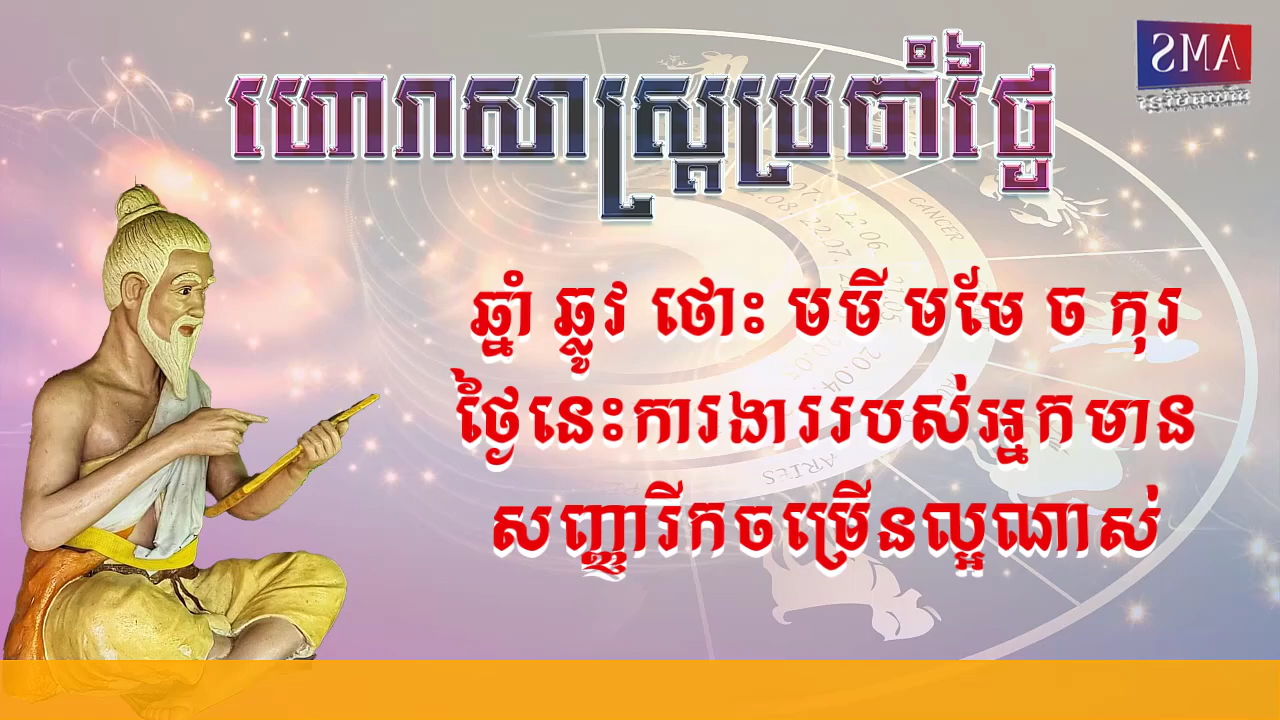 ហោរាសាស្ត្រប្រចាំថ្ងៃ
SMA
CANCER
ឆ្នាំ ឆ្លូវ ថោះ មមី មមែ ច កុរ
ថ្ងៃនេះការងាររបស់អ្នកមាន
ARIES
សញ្ញារីកចម្រើនល្អណាស់